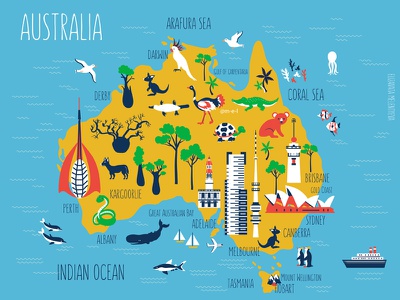 AUSTRALIA
ARAFURA SEA
DARWIN
GULF OF CARPENTARIA
DERBY
CORAL SEA
BRISBANE
GOLD COAST
KARGOORLIE
PERTH
GREAT AUSTRALIAN BAY
ADELAIDE
SYDNEY
ALBANY
CANBERRA
MELBOURNE
INDIAN OCEAN
MOUNT WELLINGTON
TASMANIA
HOBART